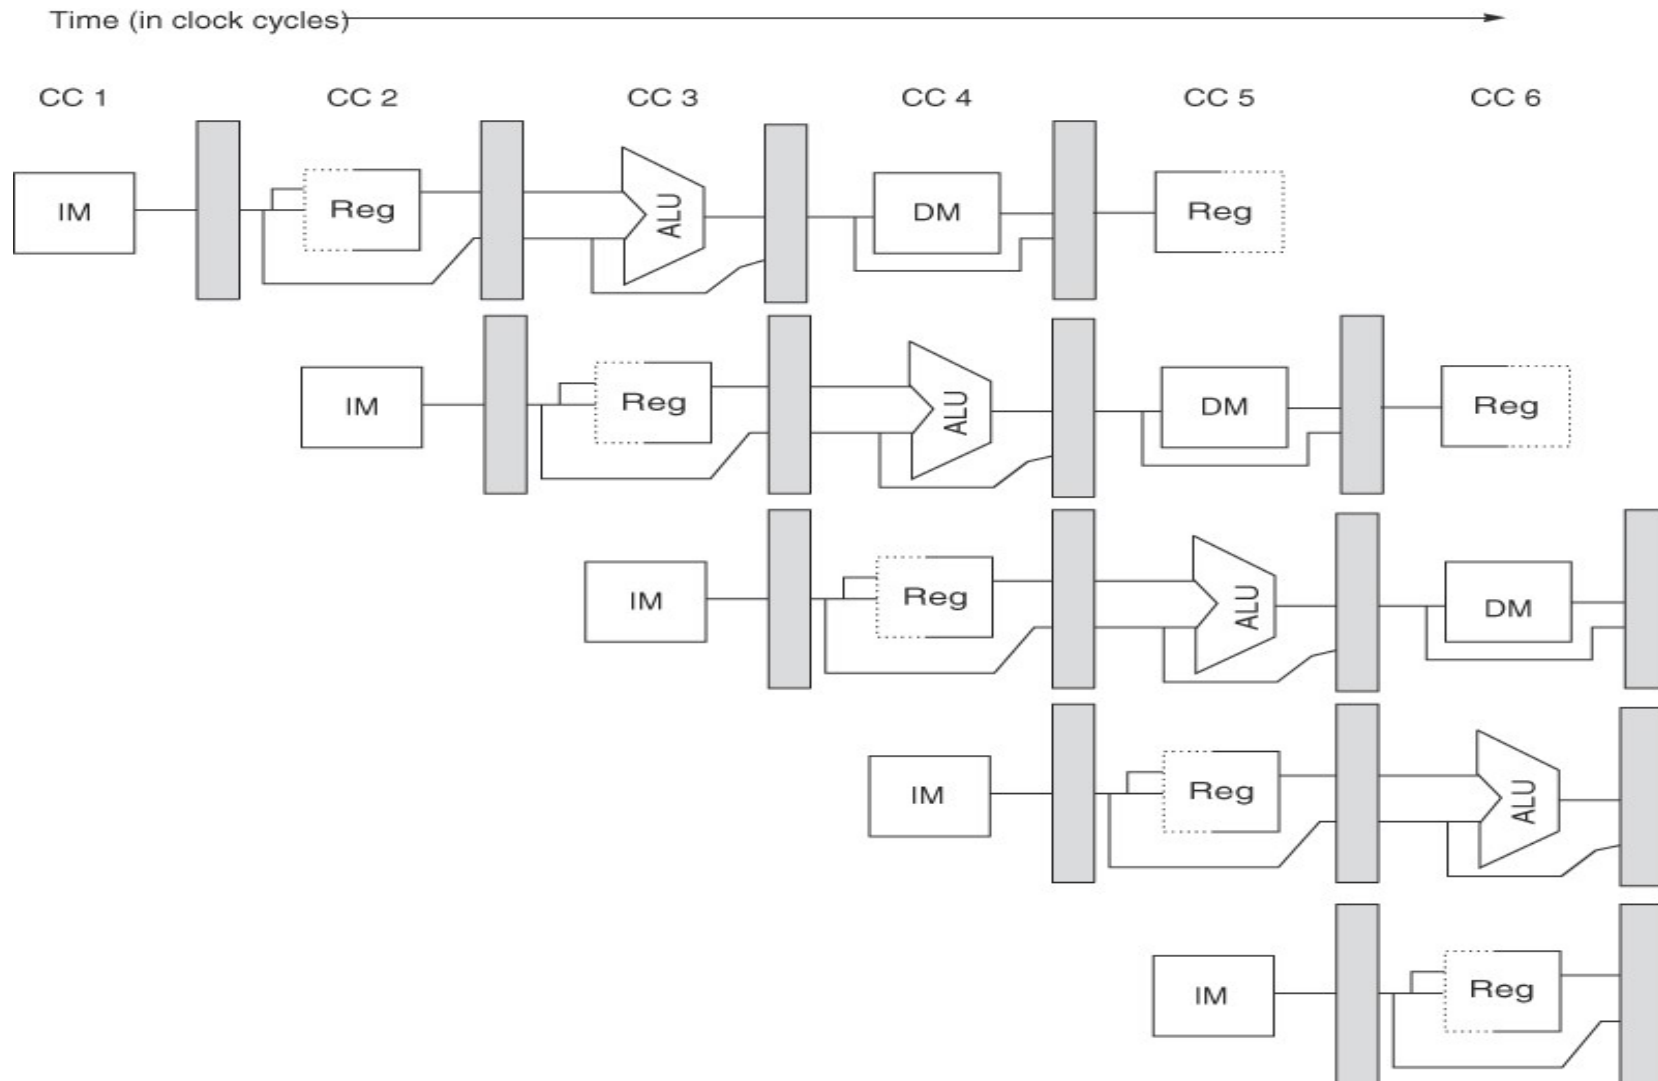 Time (in clock cycles)
CC 1 CC 2 CC 3 CC 4 CC 5 CC 6
IM Reg ALU DM Reg
IM Reg ALU DM Reg
IM Reg ALU DM
IM Reg ALU
IM Reg